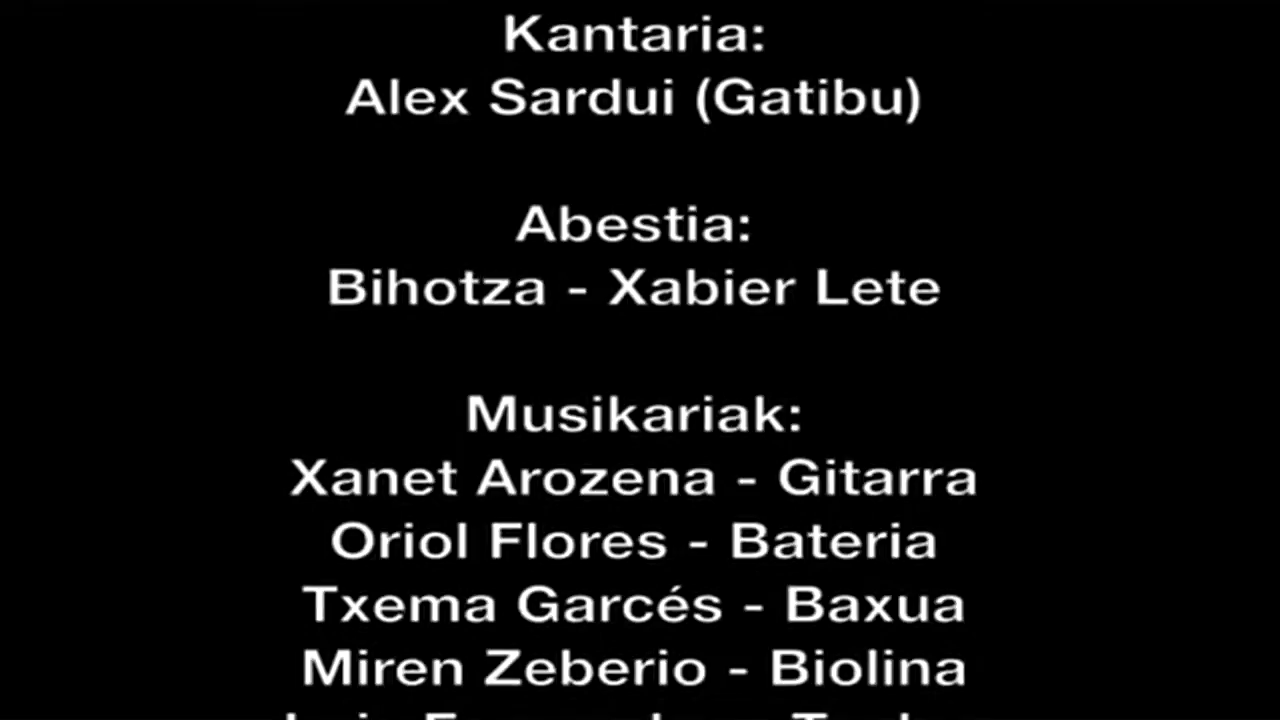 Kantaria:
Alex Sardui (Gatibu)
Abestia:
Bihotza - Xabier Lete
Musikariak:
Xanet Arozena - Gitarra
Oriol Flores - Bateria
Txema Garcés - Baxua
Miren Zeberio - Biolina